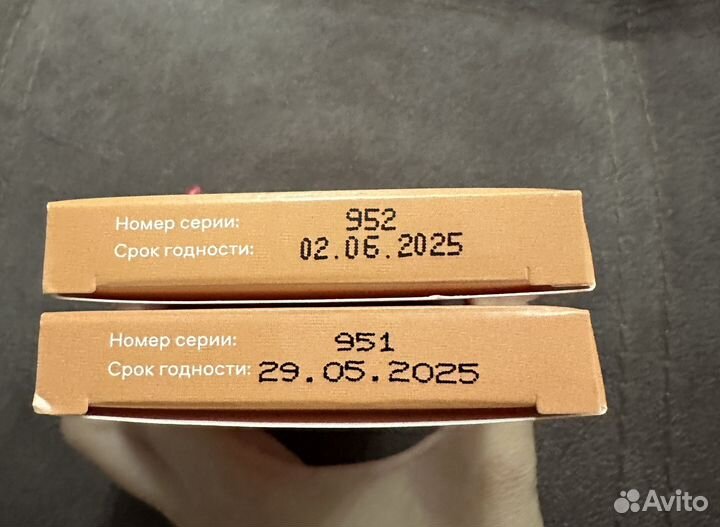 Номер серии: 952
Срок годности: 02.06.2025
Номер серии: 951
Срок годности: 29.05.2025
Avito